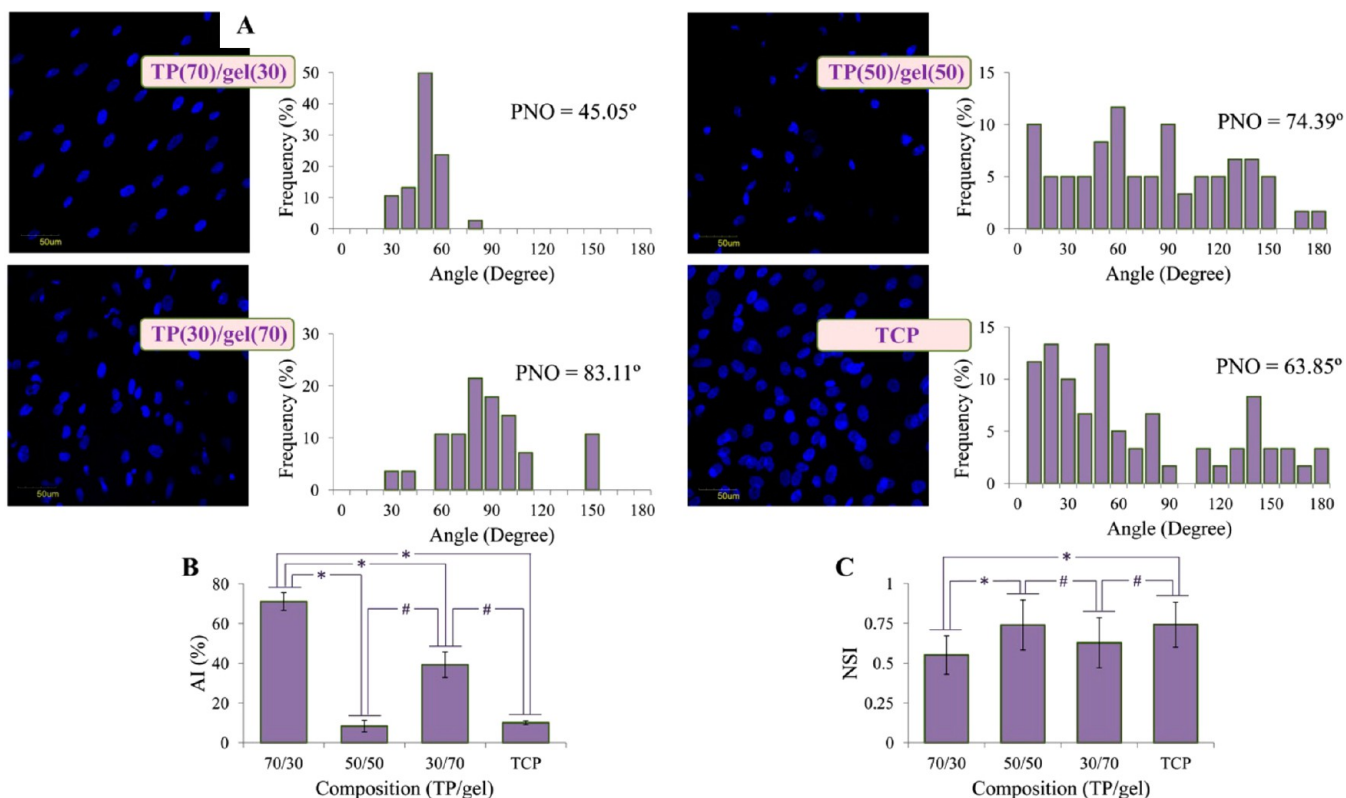 A
TP(70)/gel(30)
50um
Frequency (%)
50
40
30
20
10
0
PNO = 45.05º
0 30 60 90 120 150 180
Angle (Degree)
TP(50)/gel(50)
50um
Frequency (%)
15
10
5
0
PNO = 74.39º
0 30 60 90 120 150 180
Angle (Degree)
TP(30)/gel(70)
50um
Frequency (%)
30
20
10
0
PNO = 83.11º
0 30 60 90 120 150 180
Angle (Degree)
TCP
50um
Frequency (%)
15
10
5
0
PNO = 63.85º
0 30 60 90 120 150 180
Angle (Degree)
B
AI (%)
80
60
40
20
0
*
*
*
# #
70/30 50/50 30/70 TCP
Composition (TP/gel)
C
NSI
1
0.75
0.5
0.25
0
*
* # #
70/30 50/50 30/70 TCP
Composition (TP/gel)